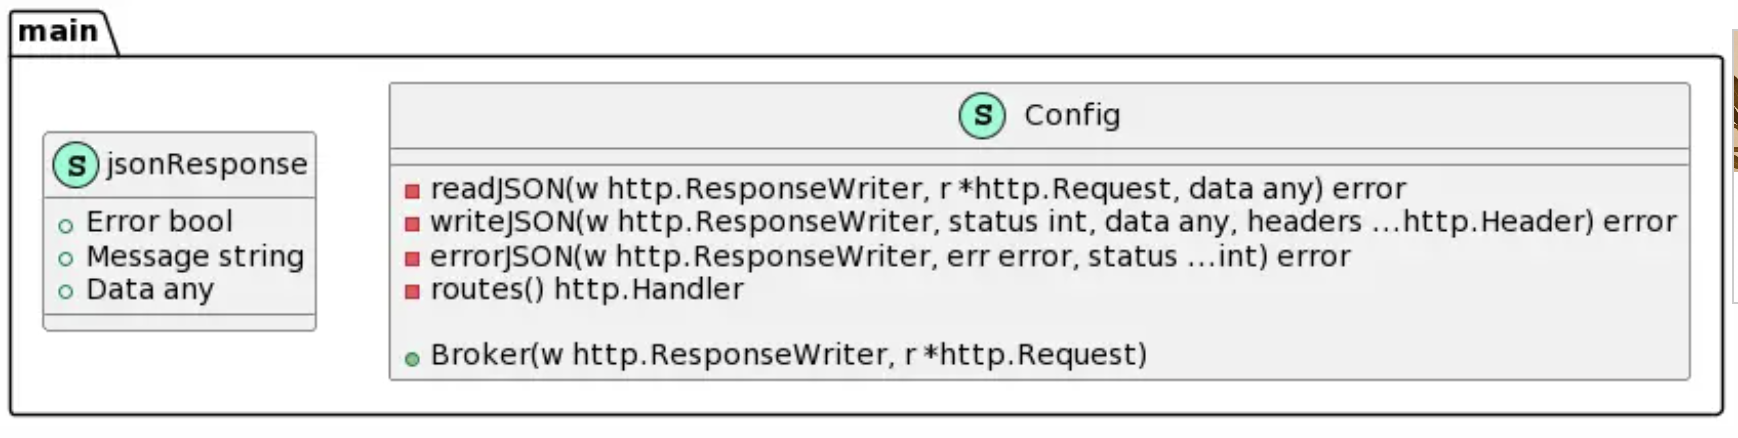 main
S jsonResponse
Error bool
Message string
Data any
S Config
readJSON(w http.ResponseWriter, r *http.Request, data any) error
writeJSON(w http.ResponseWriter, status int, data any, headers ...http.Header) error
errorJSON(w http.ResponseWriter, err error, status ...int) error
routes() http.Handler
Broker(w http.ResponseWriter, r *http.Request)